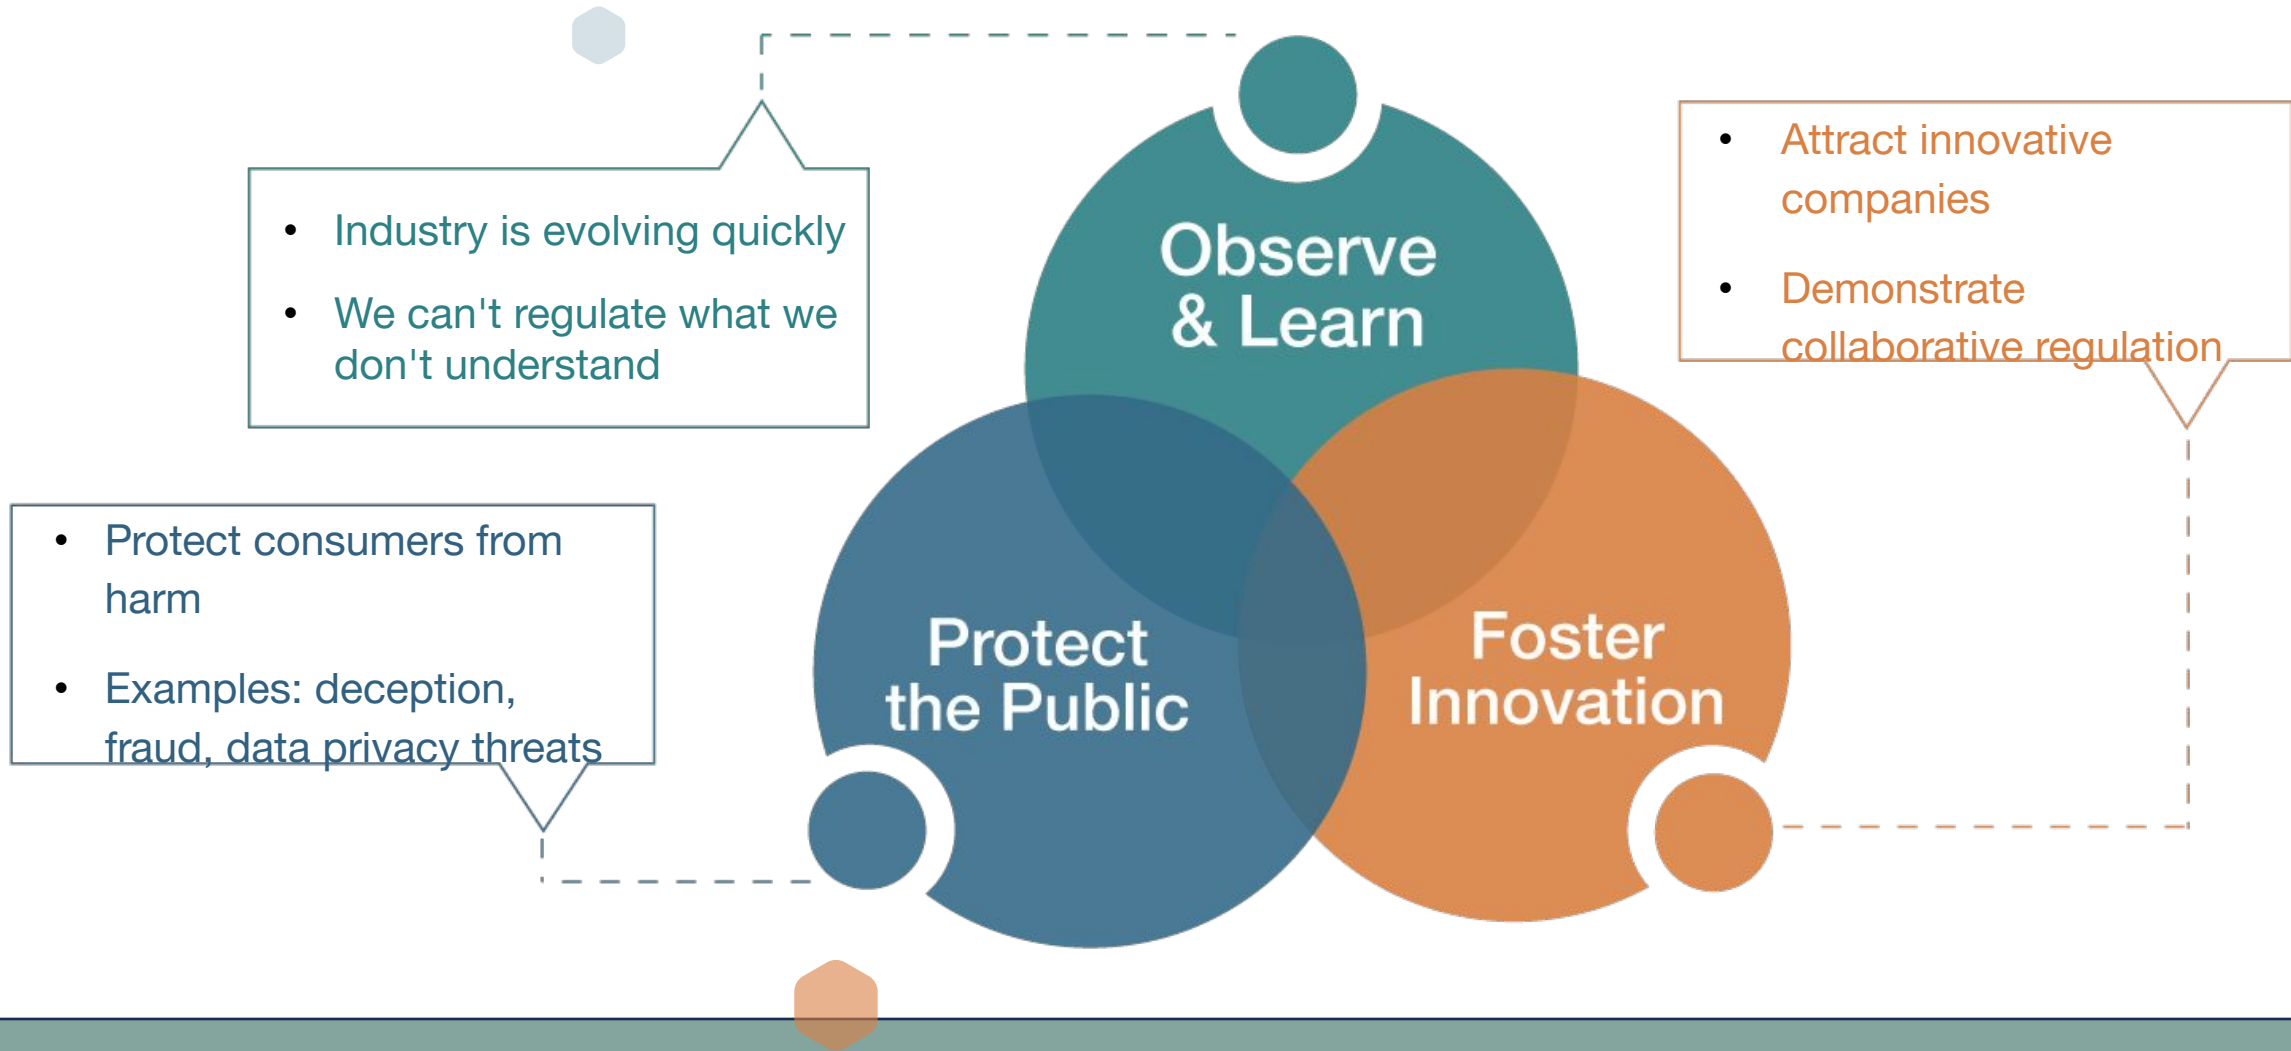 • Industry is evolving quickly
• We can't regulate what we
don't understand
Observe
& Learn
• Attract innovative
companies
• Demonstrate
collaborative regulation
• Protect consumers from
harm
• Examples: deception,
fraud, data privacy threats
Protect
the Public
Foster
Innovation